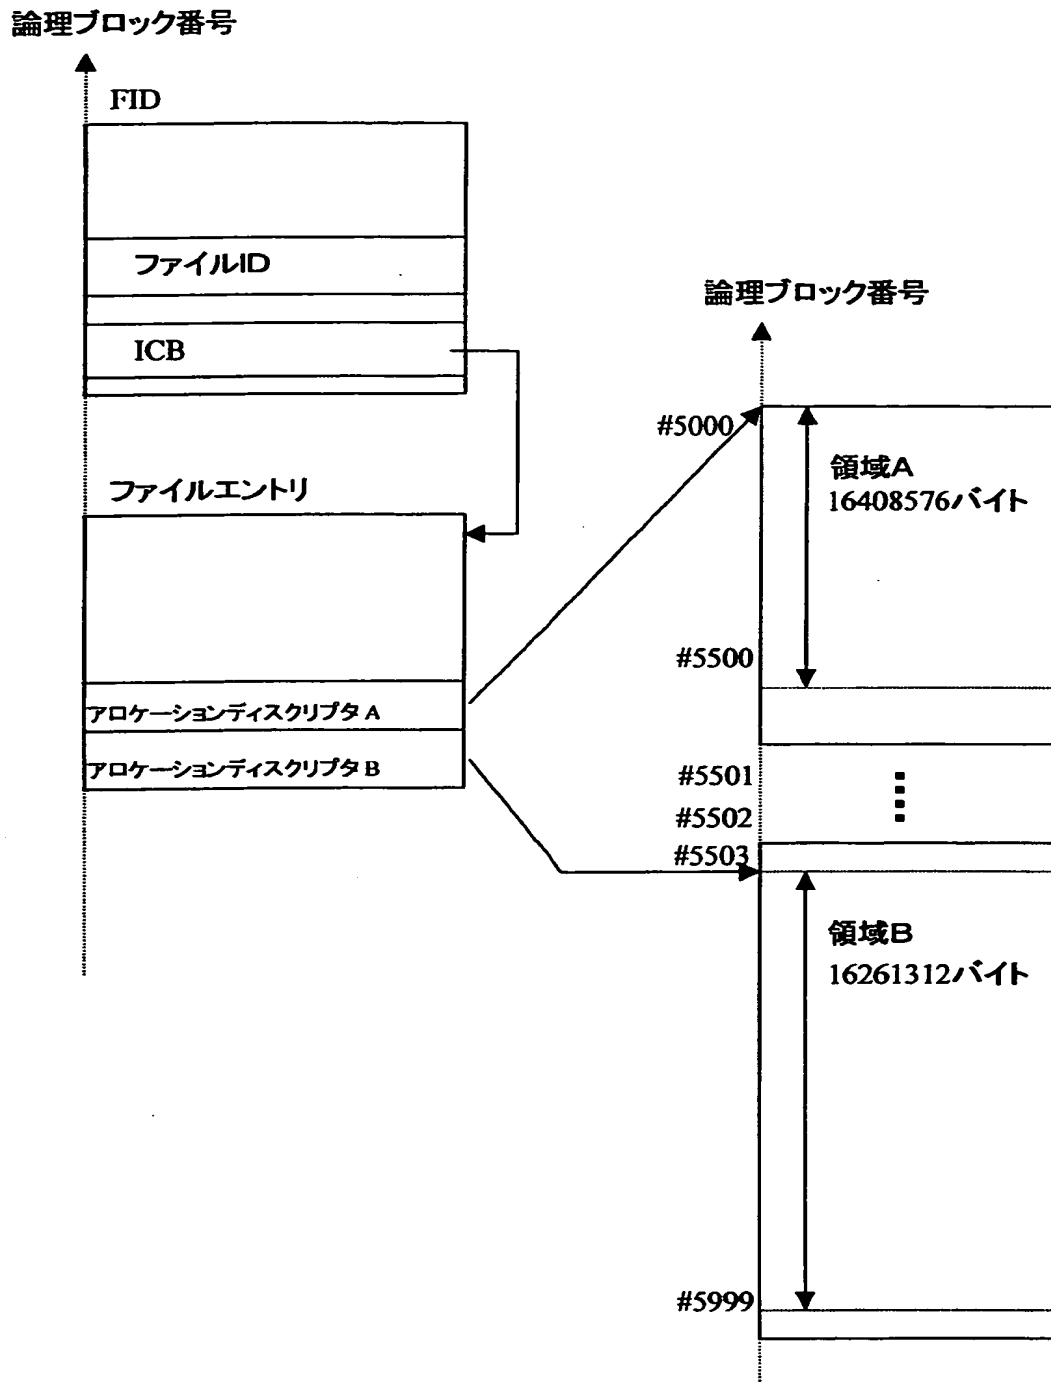 論理ブロック番号
FID
ファイルID
ICB
ファイルエントリ
アロケーションディスクリプタ A
アロケーションディスクリプタ B
論理ブロック番号
#5000
領域A
16408576バイト
#5500
#5501
#5502
#5503
領域B
16261312バイト
#5999